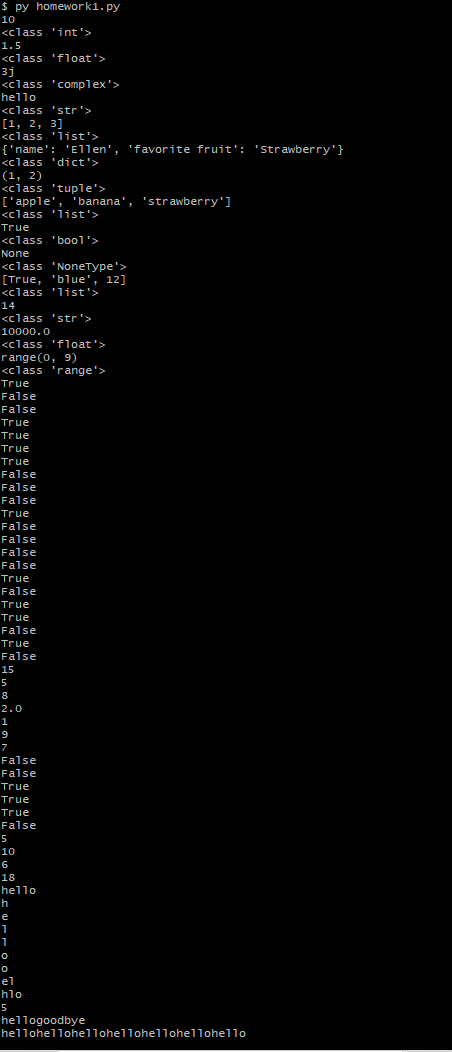 $ py homework1.py
10
<class 'int'>
1.5
<class 'float'>
3j
<class 'complex'>
hello
<class 'str'>
[1, 2, 3]
<class 'list'>
{'name': 'Ellen', 'favorite fruit': 'Strawberry'}
<class 'dict'>
(1, 2)
<class 'tuple'>
['apple', 'banana', 'strawberry']
<class 'list'>
True
<class 'bool'>
None
<class 'NoneType'>
[True, 'blue', 12]
<class 'list'>
14
<class 'str'>
10000.0
<class 'float'>
range(0, 9)
<class 'range'>
True
False
False
True
True
True
True
False
False
False
True
False
False
False
False
True
False
True
True
False
True
False
15
5
8
2.0
1
9
7
False
False
True
True
True
False
5
10
6
18
hello
h
e
l
l
o
o
el
hlo
5
hellogoodbye
hellohellohellohellohellohellohello